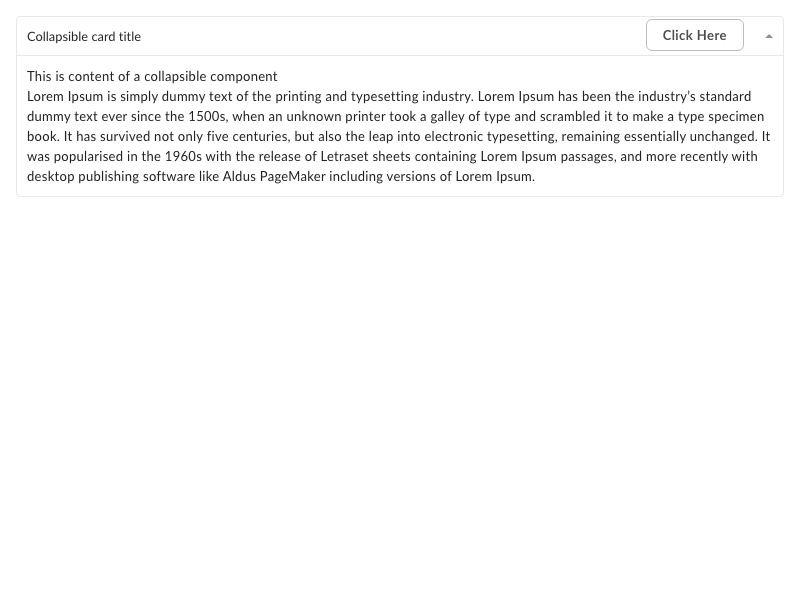 Collapsible card title
Click Here
This is content of a collapsible component
Lorem Ipsum is simply dummy text of the printing and typesetting industry. Lorem Ipsum has been the industry's standard
dummy text ever since the 1500s, when an unknown printer took a galley of type and scrambled it to make a type specimen
book. It has survived not only five centuries, but also the leap into electronic typesetting, remaining essentially unchanged. It
was popularised in the 1960s with the release of Letraset sheets containing Lorem Ipsum passages, and more recently with
desktop publishing software like Aldus PageMaker including versions of Lorem Ipsum.